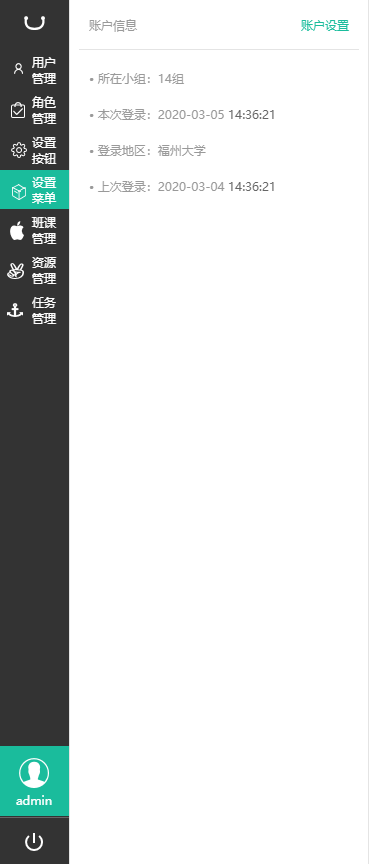 账户信息 账户设置
用户
管理
角色
管理
设置
按钮
设置
菜单
班课
管理
资源
管理
任务
管理
• 所在小组：14组
• 本次登录：2020-03-05 14:36:21
• 登录地区：福州大学
• 上次登录：2020-03-04 14:36:21
admin